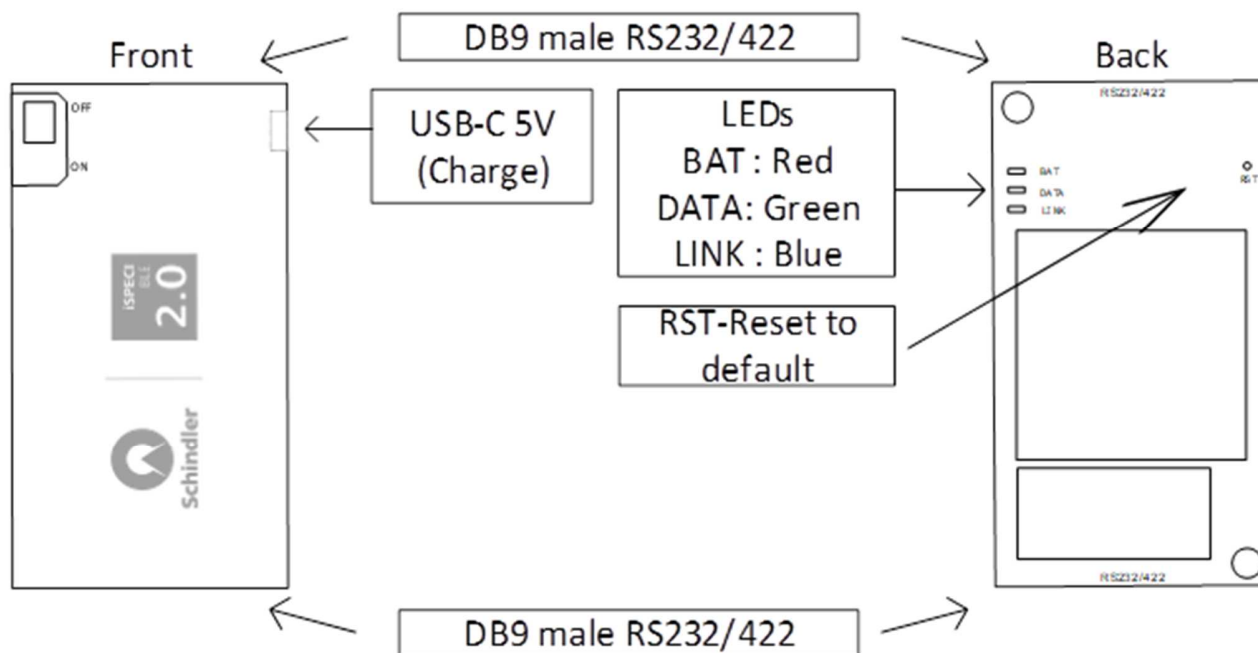 DB9 male RS232/422
Front
Back
OFF
ON
USB-C 5V
(Charge)
LEDs
BAT : Red
DATA: Green
LINK : Blue
RS232/422
BAT
DATA
LINK
RST
RST-Reset to
default
iSPECI
BLE
2.0
Schindler
RS232/422
DB9 male RS232/422